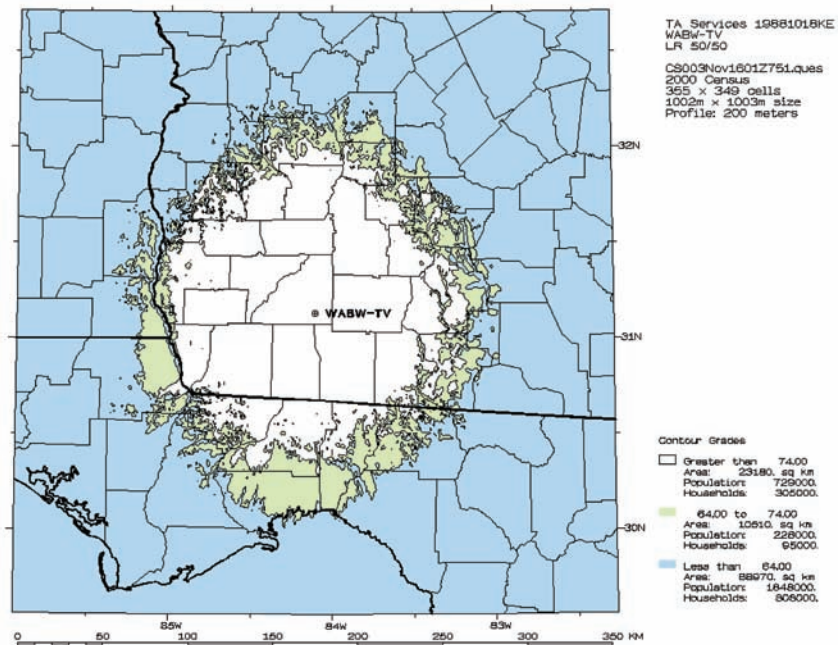 TA Services 19881018KE
WABW-TV
LR 50/50
CS003Nov1601Z751.ques
2000 Census
355 x 349 cells
1002m x 1003m size
Profile: 200 meters
32N
WABW-TV
31N
30N
85W
84W
83W
0 50 100 160 200 260 300 350 KM
Contour Grades
Greater than 74.00
Area: 23180. sq km
Population: 729000.
Households: 305000.
64.00 to 74.00
Area: 10610. sq km
Population: 228000.
Households: 95000.
Less than 64.00
Area: 88970. sq km
Population: 1848000.
Households: 808000.